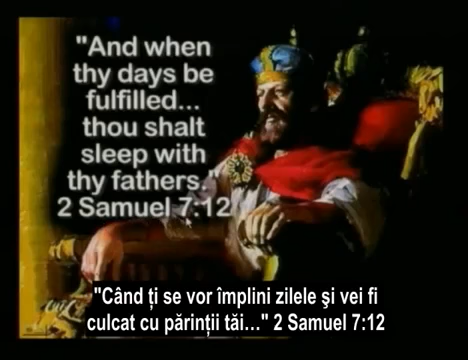 "And when
thy days be
fulfilled...
thou shalt
sleep with
thy fathers."
2 Samuel 7:12
"Când ți se vor împlini zilele şi vei fi
culcat cu părinții tăi..." 2 Samuel 7:12